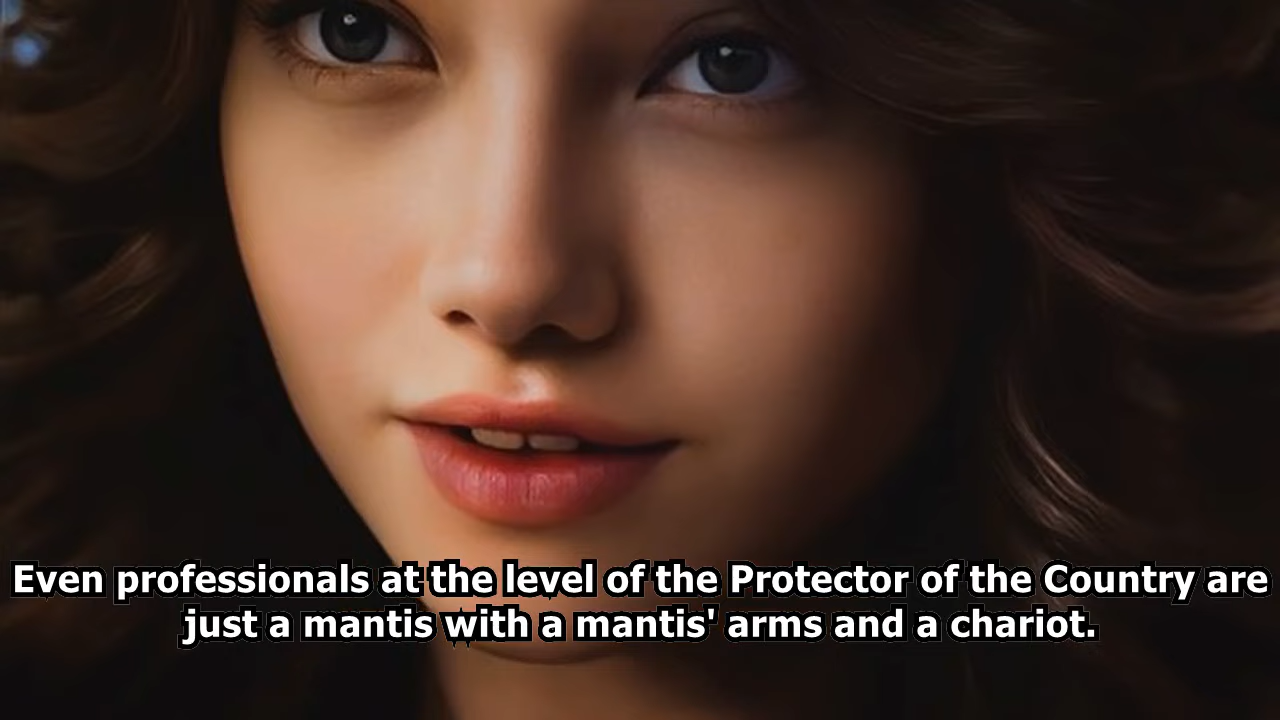 Even professionals at the level of the Protector of the Country are
just a mantis with a mantis' arms and a chariot.